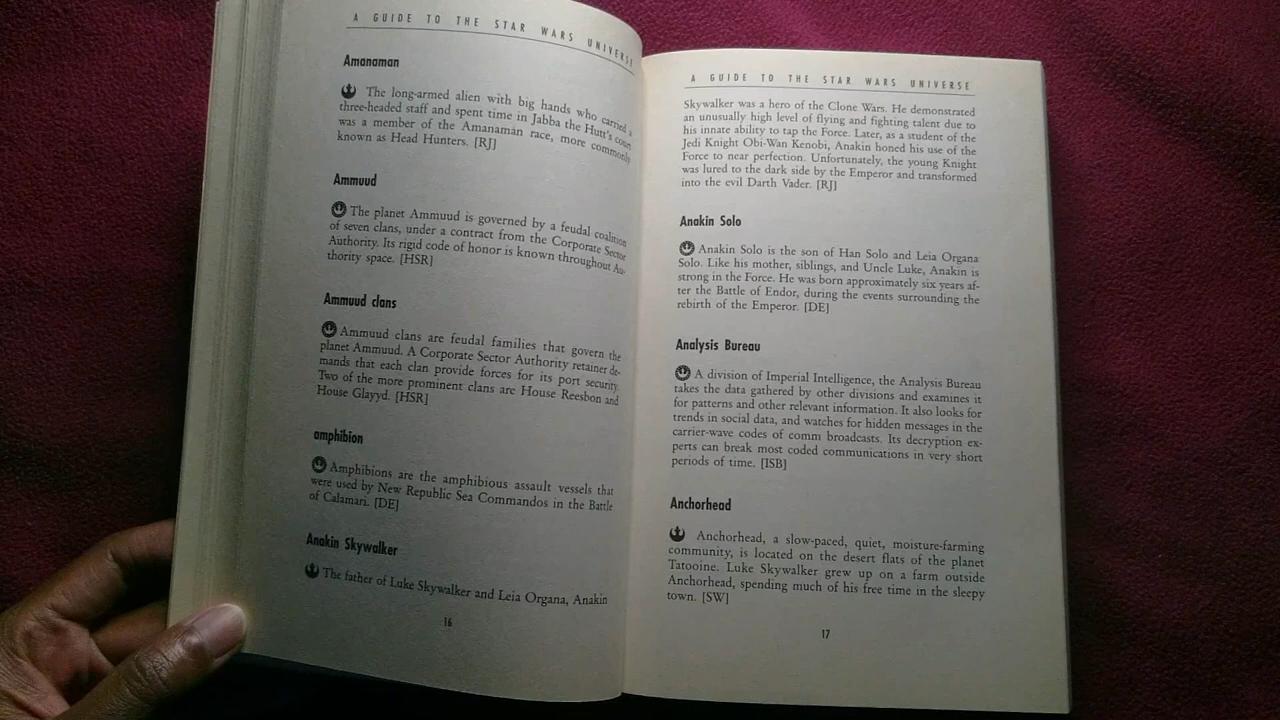 A GUIDE TO THE STAR WARS UNIVERSE
Amanaman
The long-armed alien with big hands who carried a
three-headed staff and spent time in Jabba the Hutt's court
was a member of the Amanaman race, more commonly
known as Head Hunters. [RJ]
Ammuud
The planet Ammuud is governed by a feudal coalition
of seven clans, under a contract from the Corporate Sector
Authority. Its rigid code of honor is known throughout Au-
thority space. [HSR]
Ammuud clans
Ammuud clans are feudal families that govern the
planet Ammuud. A Corporate Sector Authority retainer de-
mands that each clan provide forces for its port security.
Two of the more prominent clans are House Reesbon and
House Glayyd. [HSR]
amphibion
Amphibions are the amphibious assault vessels that
were used by New Republic Sea Commandos in the Battle
of Calamari. [DE]
Anakin Skywalker
The father of Luke Skywalker and Leia Organa, Anakin
16
A GUIDE TO THE STAR WARS UNIVERSE
Skywalker was a hero of the Clone Wars. He demonstrated
an unusually high level of flying and fighting talent due to
his innate ability to tap the Force. Later, as a student of the
Jedi Knight Obi-Wan Kenobi, Anakin honed his use of the
Force to near perfection. Unfortunately, the young Knight
was lured to the dark side by the Emperor and transformed
into the evil Darth Vader. [RJ]
Anakin Solo
Anakin Solo is the son of Han Solo and Leia Organa
Solo. Like his mother, siblings, and Uncle Luke, Anakin is
strong in the Force. He was born approximately six years af-
ter the Battle of Endor, during the events surrounding the
rebirth of the Emperor. [DE]
Analysis Bureau
A division of Imperial Intelligence, the Analysis Bureau
takes the data gathered by other divisions and examines it
for patterns and other relevant information. It also looks for
trends in social data, and watches for hidden messages in the
carrier-wave codes of comm broadcasts. Its decryption ex-
perts can break most coded communications in very short
periods of time. [ISB]
Anchorhead
Anchorhead, a slow-paced, quiet, moisture-farming
community, is located on the desert flats of the planet
Tatooine. Luke Skywalker grew up on a farm outside
Anchorhead, spending much of his free time in the sleepy
town. [SW]
17